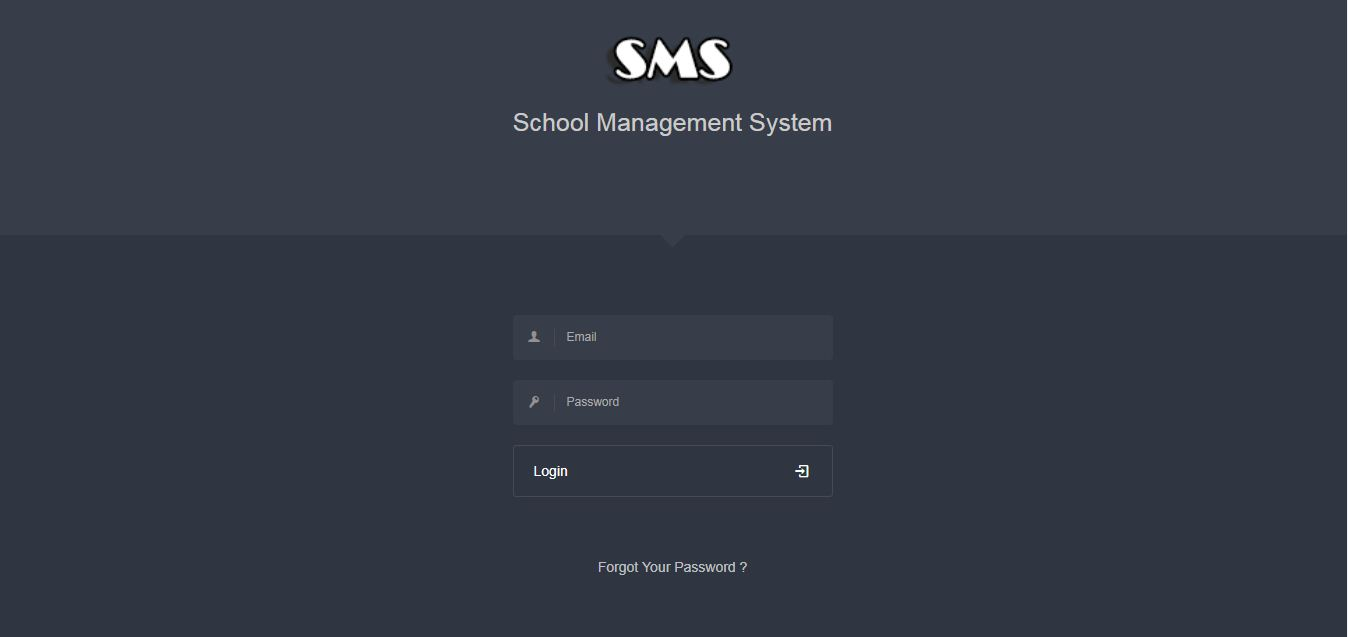 SMS
School Management System
Email
Password
Login
Forgot Your Password ?